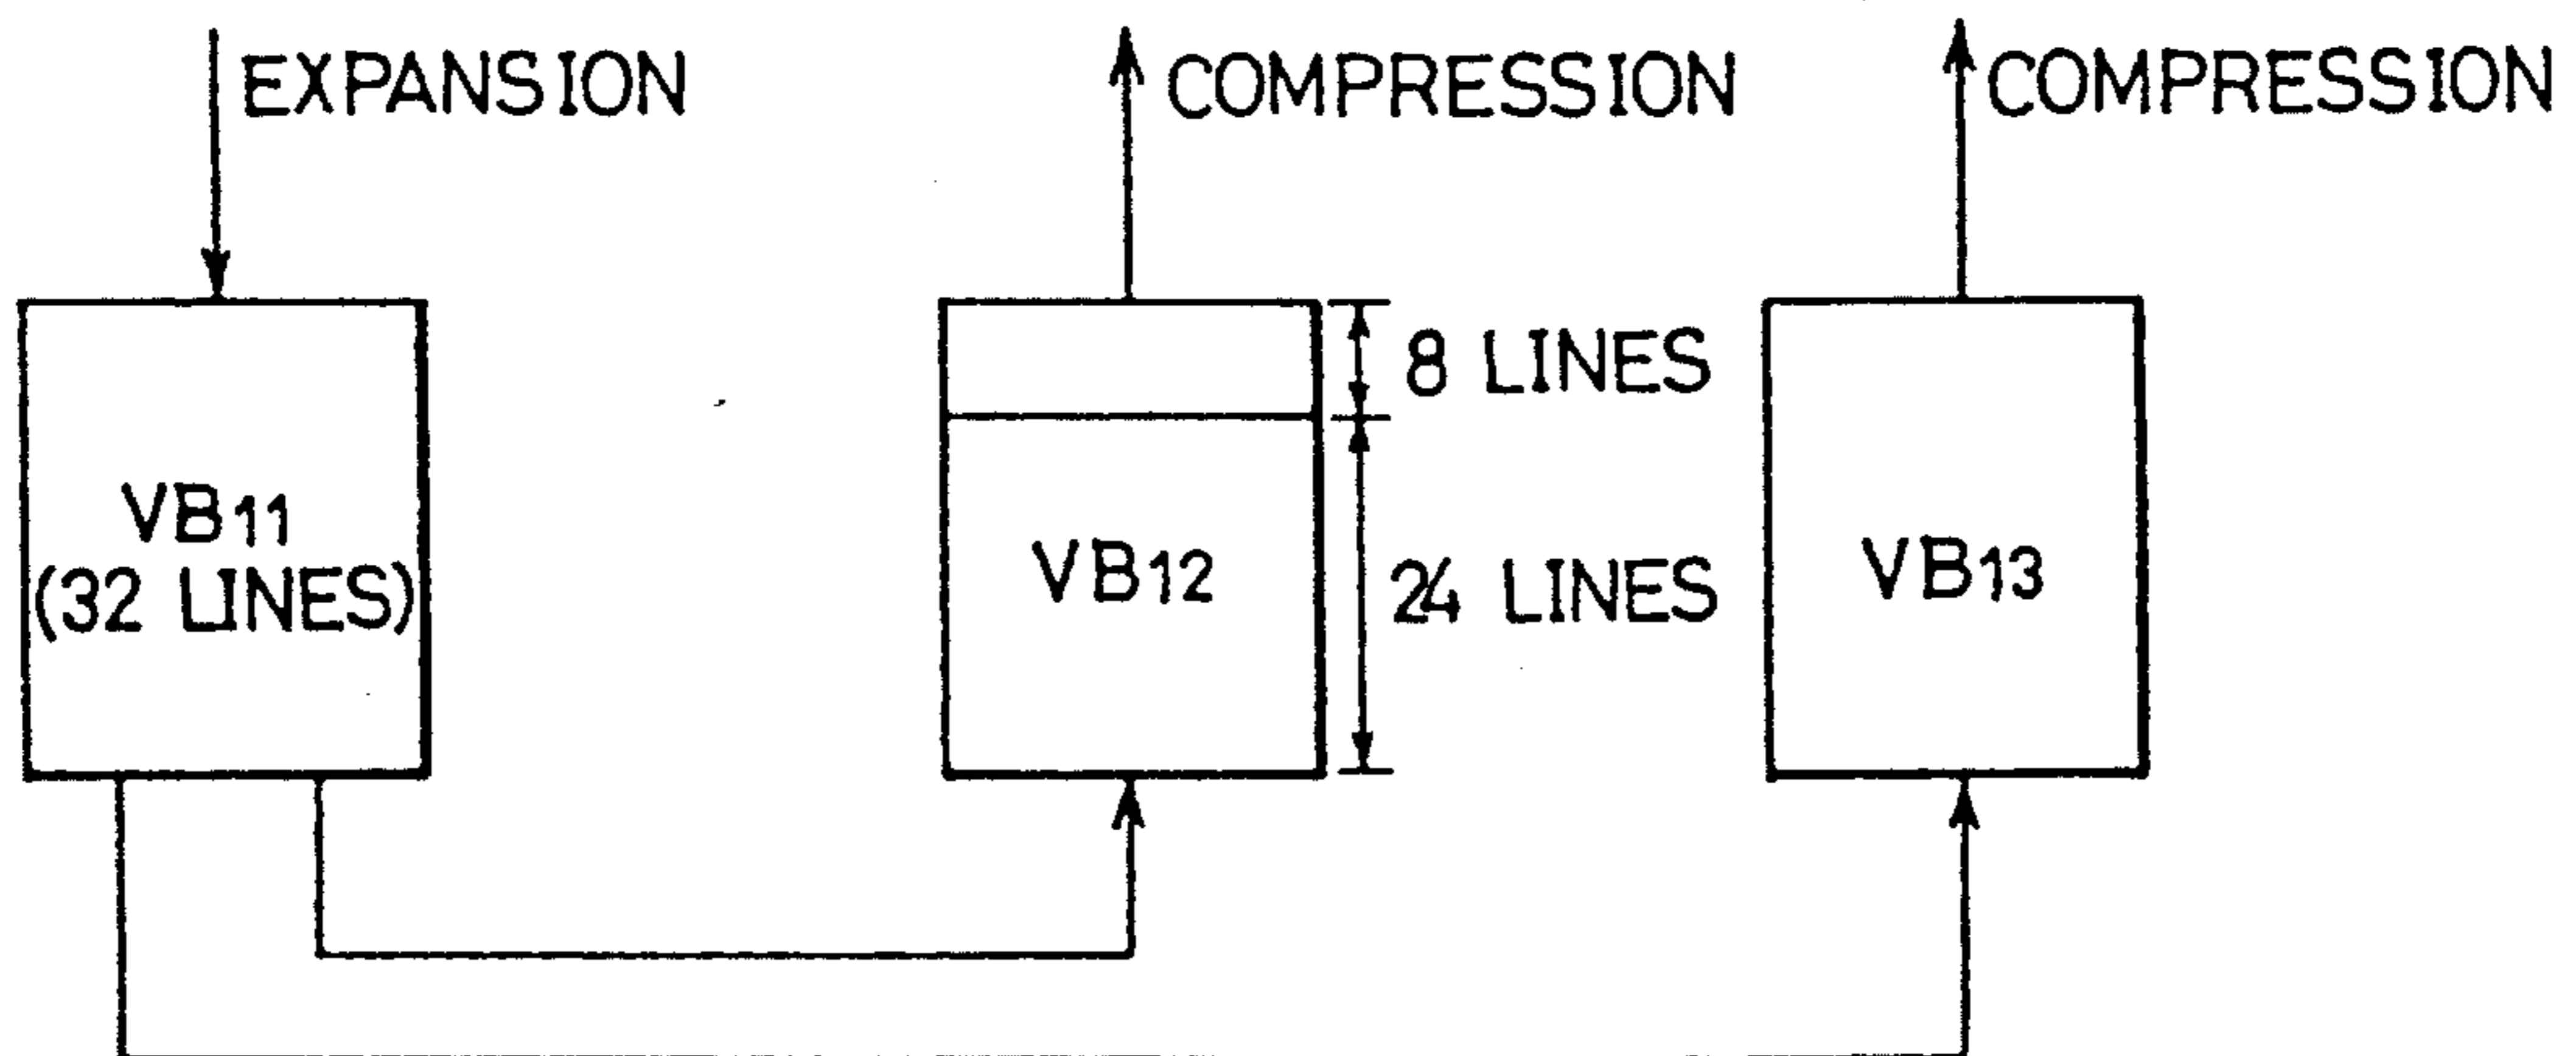 EXPANSION
COMPRESSION
COMPRESSION
VB11
(32 LINES)
8 LINES
VB12
24 LINES
VB13